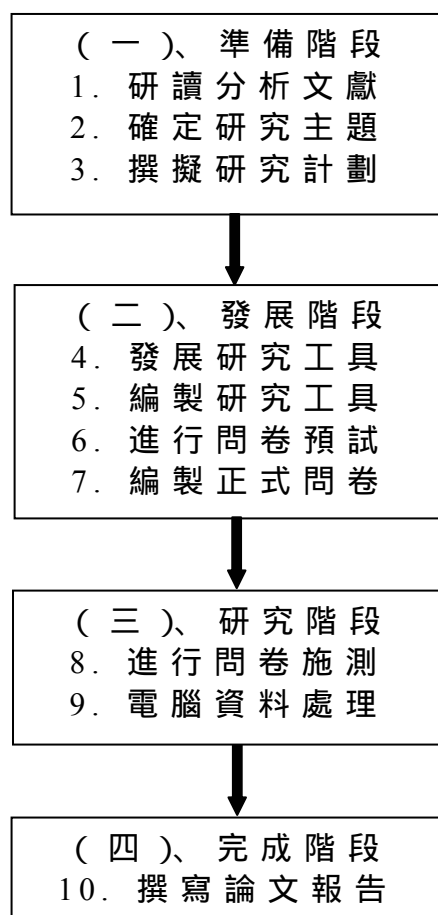 (一)、準備階段
1. 研讀分析文獻
2. 確定研究主題
3. 撰擬研究計劃
(二)、發展階段
4. 發展研究工具
5. 編製研究工具
6. 進行問卷預試
7. 編製正式問卷
(三)、研究階段
8. 進行問卷施測
9. 電腦資料處理
(四)、完成階段
10. 撰寫論文報告